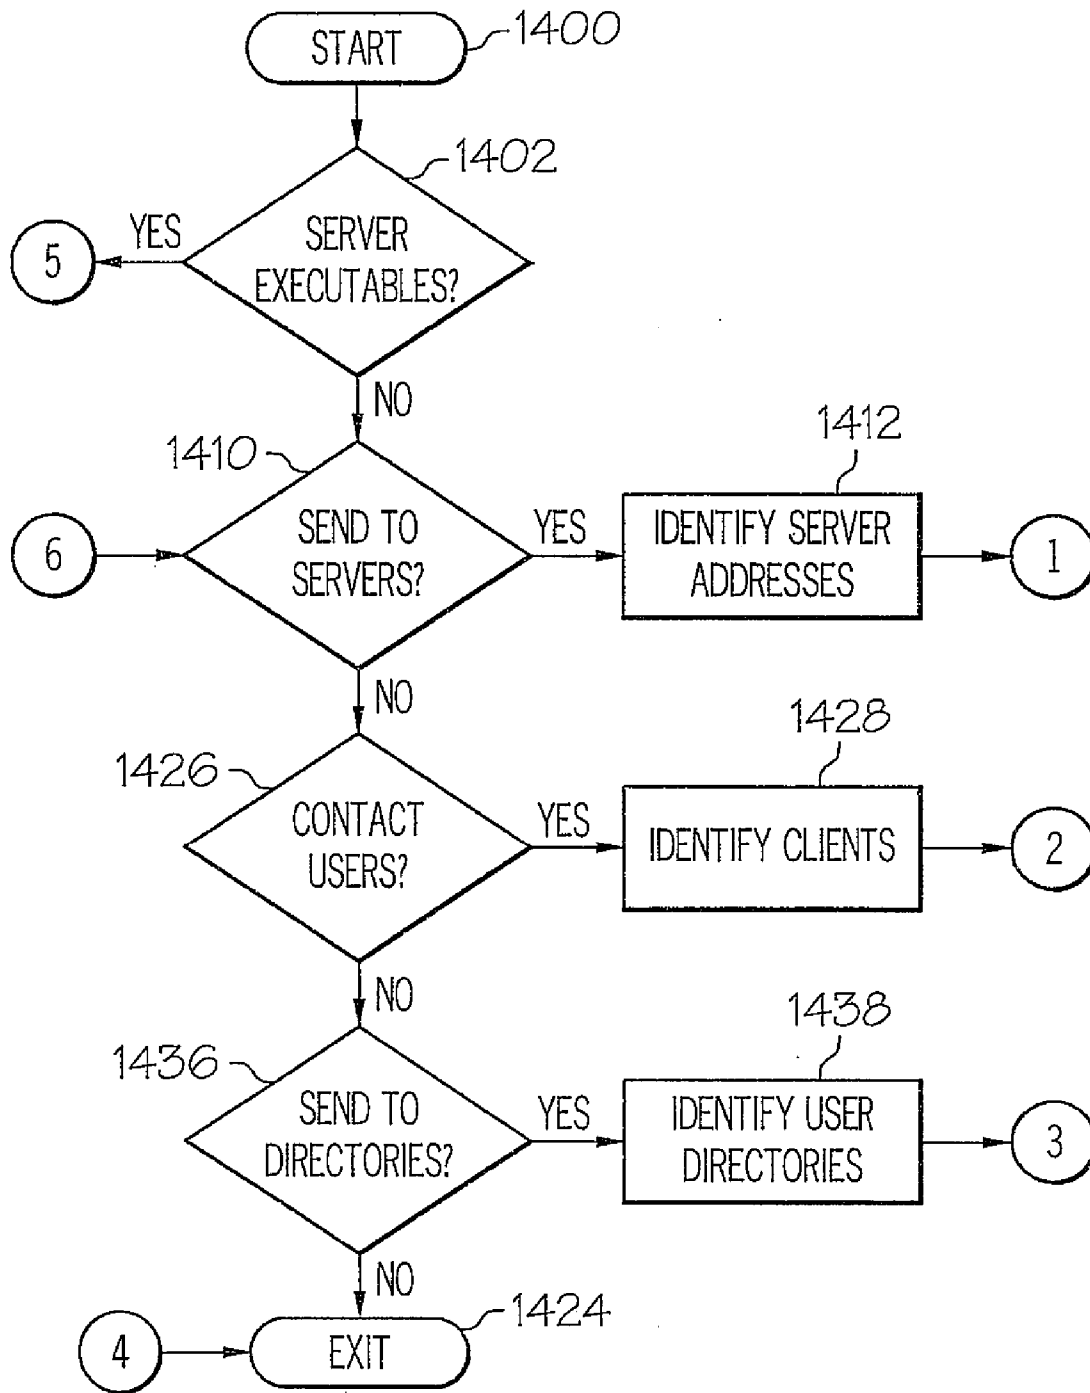 START
1400
1402
SERVER
EXECUTABLES?
YES
5
NO
1410
SEND TO
SERVERS?
6
YES
1412
IDENTIFY SERVER
ADDRESSES
1
NO
1426
CONTACT
USERS?
YES
1428
IDENTIFY CLIENTS
2
NO
1436
SEND TO
DIRECTORIES?
YES
1438
IDENTIFY USER
DIRECTORIES
3
NO
4
EXIT
1424